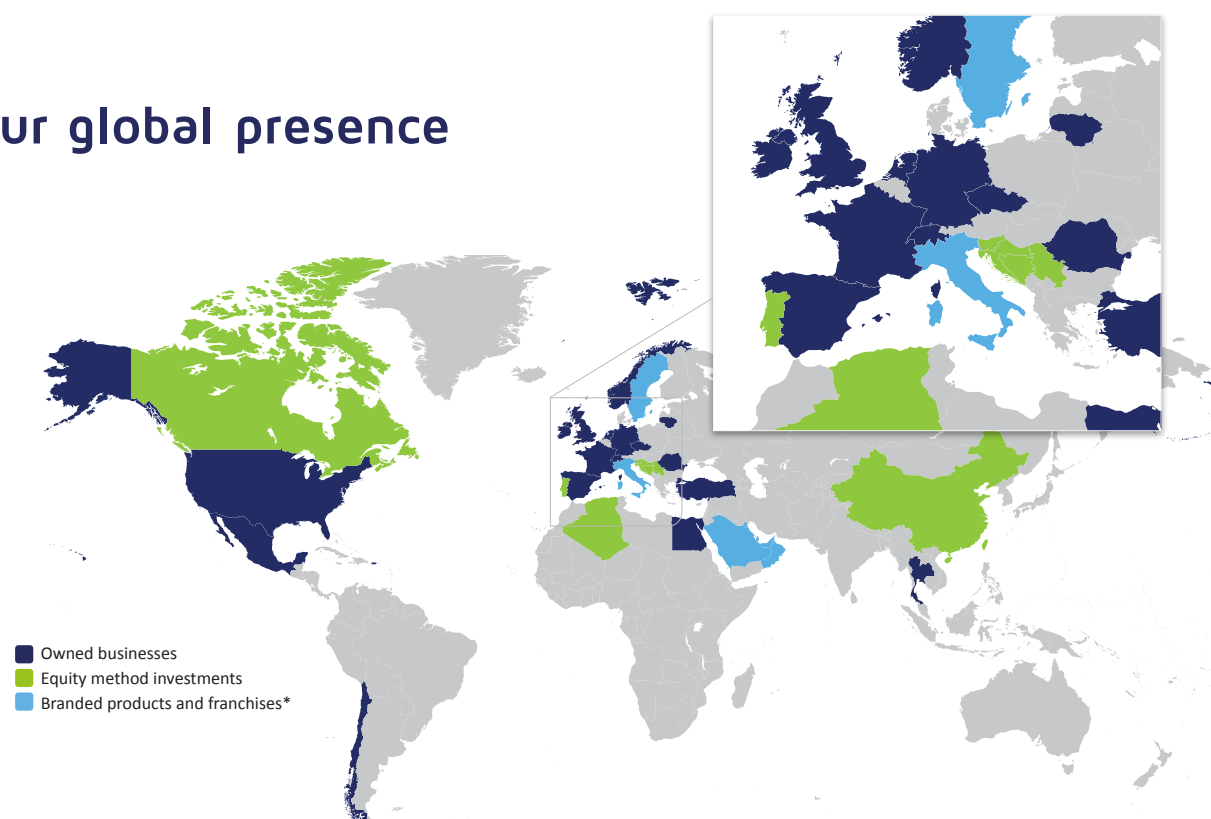 ur global presence
Owned businesses
Equity method investments
Branded products and franchises*